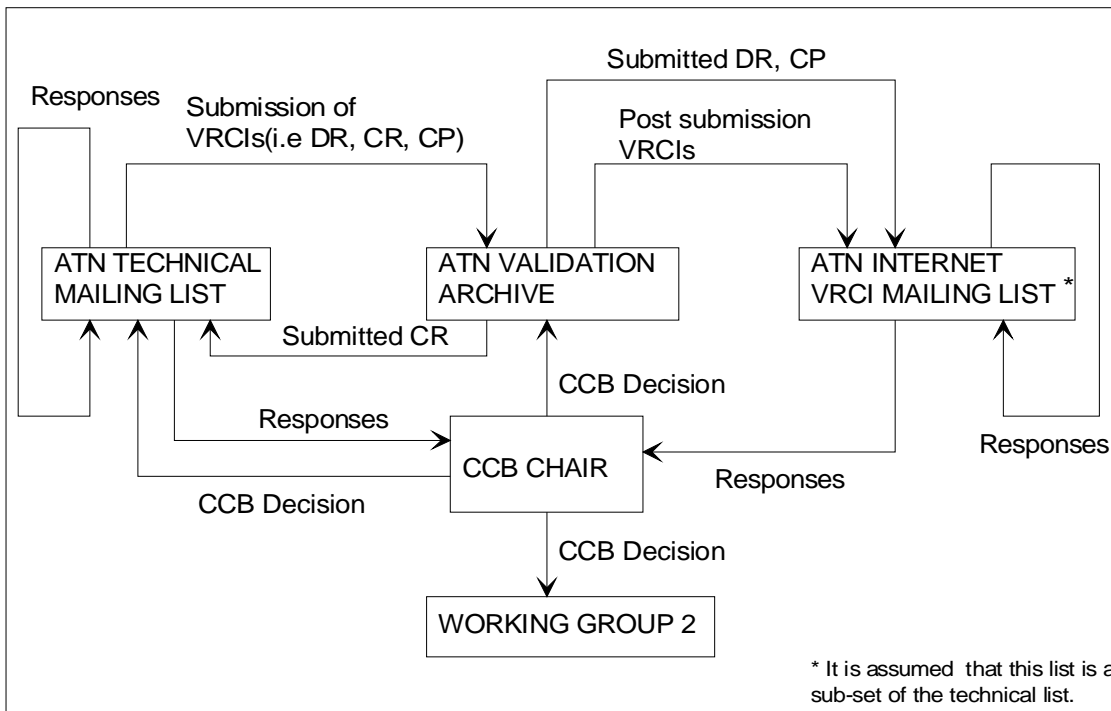 Submitted DR, CP
Responses
Submission of
VRCIs(i.e DR, CR, CP)
Post submission
VRCIs
ATN TECHNICAL
MAILING LIST
ATN VALIDATION
ARCHIVE
ATN INTERNET
VRCI MAILING LIST *
Submitted CR
CCB Decision
Responses
CCB CHAIR
Responses
Responses
CCB Decision
CCB Decision
WORKING GROUP 2
* It is assumed that this list is a
sub-set of the technical list.